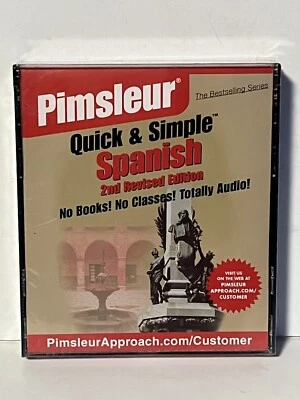 Pimsleur®
The Bestselling Series
Quick & Simple™
Spanish
2nd Revised Edition
No Books! No Classes! Totally Audio!
VISIT US
ON THE WEB AT
PIMSLEUR
APPROACH.COM/
CUSTOMER
PimsleurApproach.com/Customer